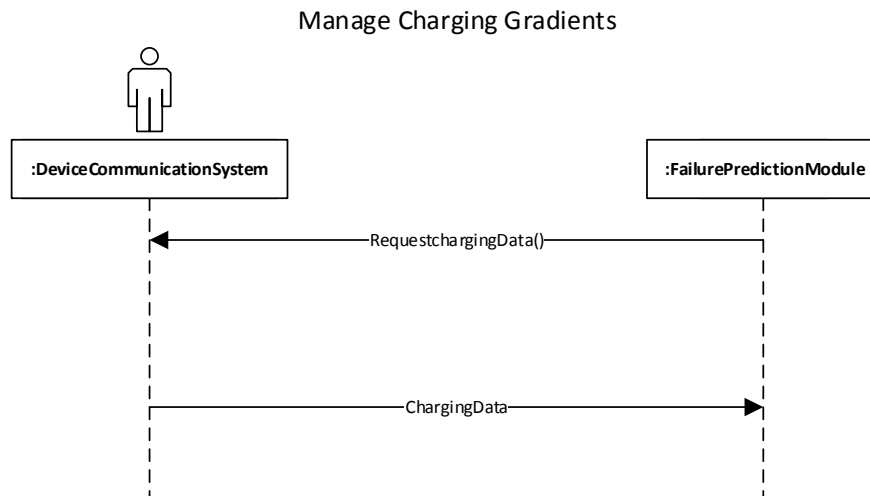 Manage Charging Gradients
:DeviceCommunicationSystem
:FailurePredictionModule
RequestchargingData()
ChargingData